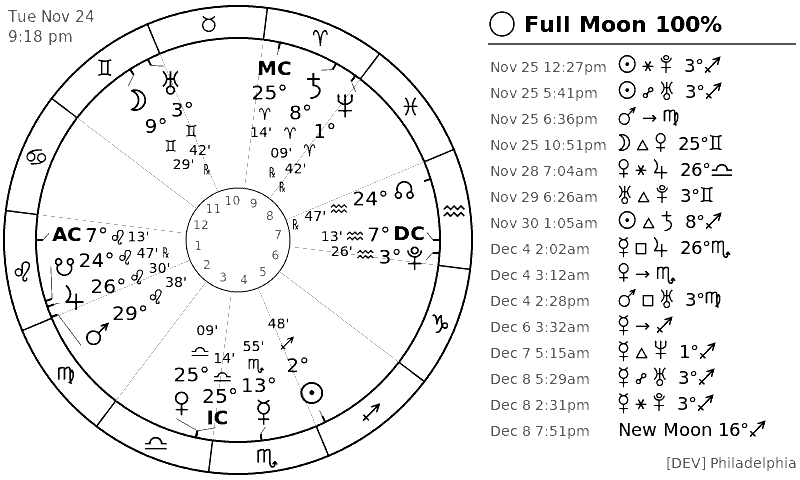 Tue Nov 24
9:18 pm
Full Moon 100%
Nov 25 12:27pm ☉ ⚹ ♇ 3°♐
Nov 25 5:41pm ☉ ☍ ♅ 3°♐
Nov 25 6:36pm ♂ → ♍
Nov 25 10:51pm ☽ △ ♀ 25°♊
Nov 28 7:04am ♀ ⚹ ♃ 26°♎
Nov 29 6:26am ♅ △ ♇ 3°♊
Nov 30 1:05am ☉ △ ♄ 8°♐
Dec 4 2:02am ☿ □ ♃ 26°♏
Dec 4 3:12am ♀ → ♏
Dec 4 2:28pm ♂ □ ♅ 3°♍
Dec 6 3:32am ☿ → ♐
Dec 7 5:15am ☿ △ ♆ 1°♐
Dec 8 5:29am ☿ ☍ ♅ 3°♐
Dec 8 2:31pm ☿ ⚹ ♇ 3°♐
Dec 8 7:51pm New Moon 16°♐
[DEV] Philadelphia
♈
♉
♊
♋
♌
♍
♎
♏
♐
♑
♒
♓
MC 25° ♈ 14'
♄ 8° ♈ 09' ℞
♆ 1° ♈ 42' ℞
♅ 3° ♊ 42' ℞
☽ 9° ♊ 29'
☊ 24° ♒ 47' ℞
DC 7° ♒ 13'
♇ 3° ♒ 26'
AC 7° ♌ 13'
☋ 24° ♌ 47' ℞
♃ 26° ♌ 30'
♂ 29° ♌ 38'
♀ 25° ♎ 09'
IC 25° ♎ 14'
☿ 13° ♏ 55'
☉ 2° ♐ 48'
1
2
3
4
5
6
7
8
9
10
11
12